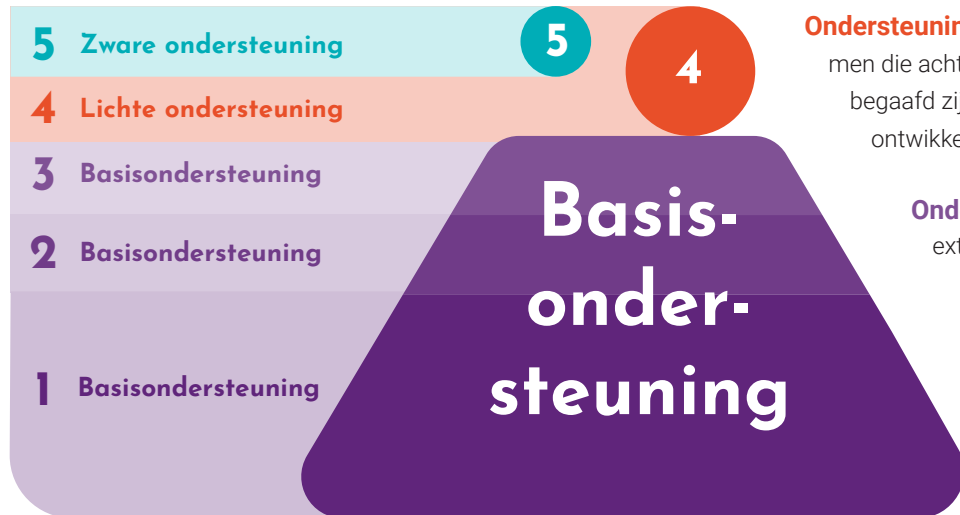 5 Zware ondersteuning
4 Lichte ondersteuning
3 Basisondersteuning
2 Basisondersteuning
1 Basisondersteuning
5
4
Basis-
onder-
steuning
Ondersteunin
men die acht
begaafd zij
ontwikke
Ond
ext